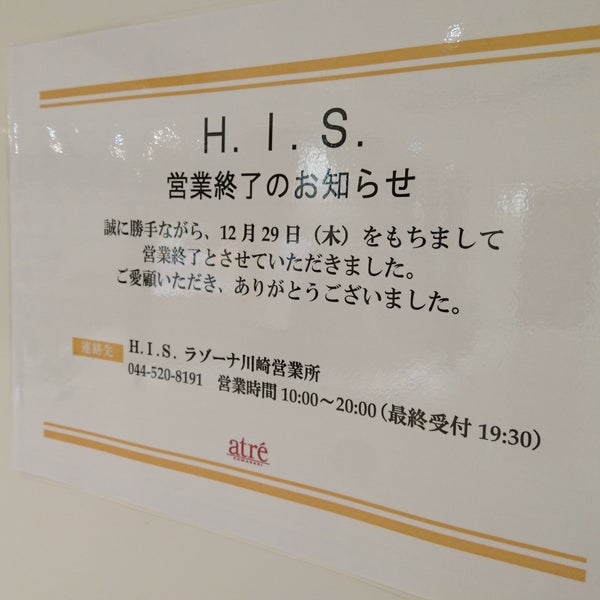 H.I.S.
営業終了のお知らせ
誠に勝手ながら、12月29日（木）をもちまして
営業終了とさせていただきました。
ご愛顧いただき、ありがとうございました。
連絡先 H.I.S. ラゾーナ川崎営業所
044-520-8191 営業時間 10:00～20:00（最終受付 19:30）
atré
KAWASAKI